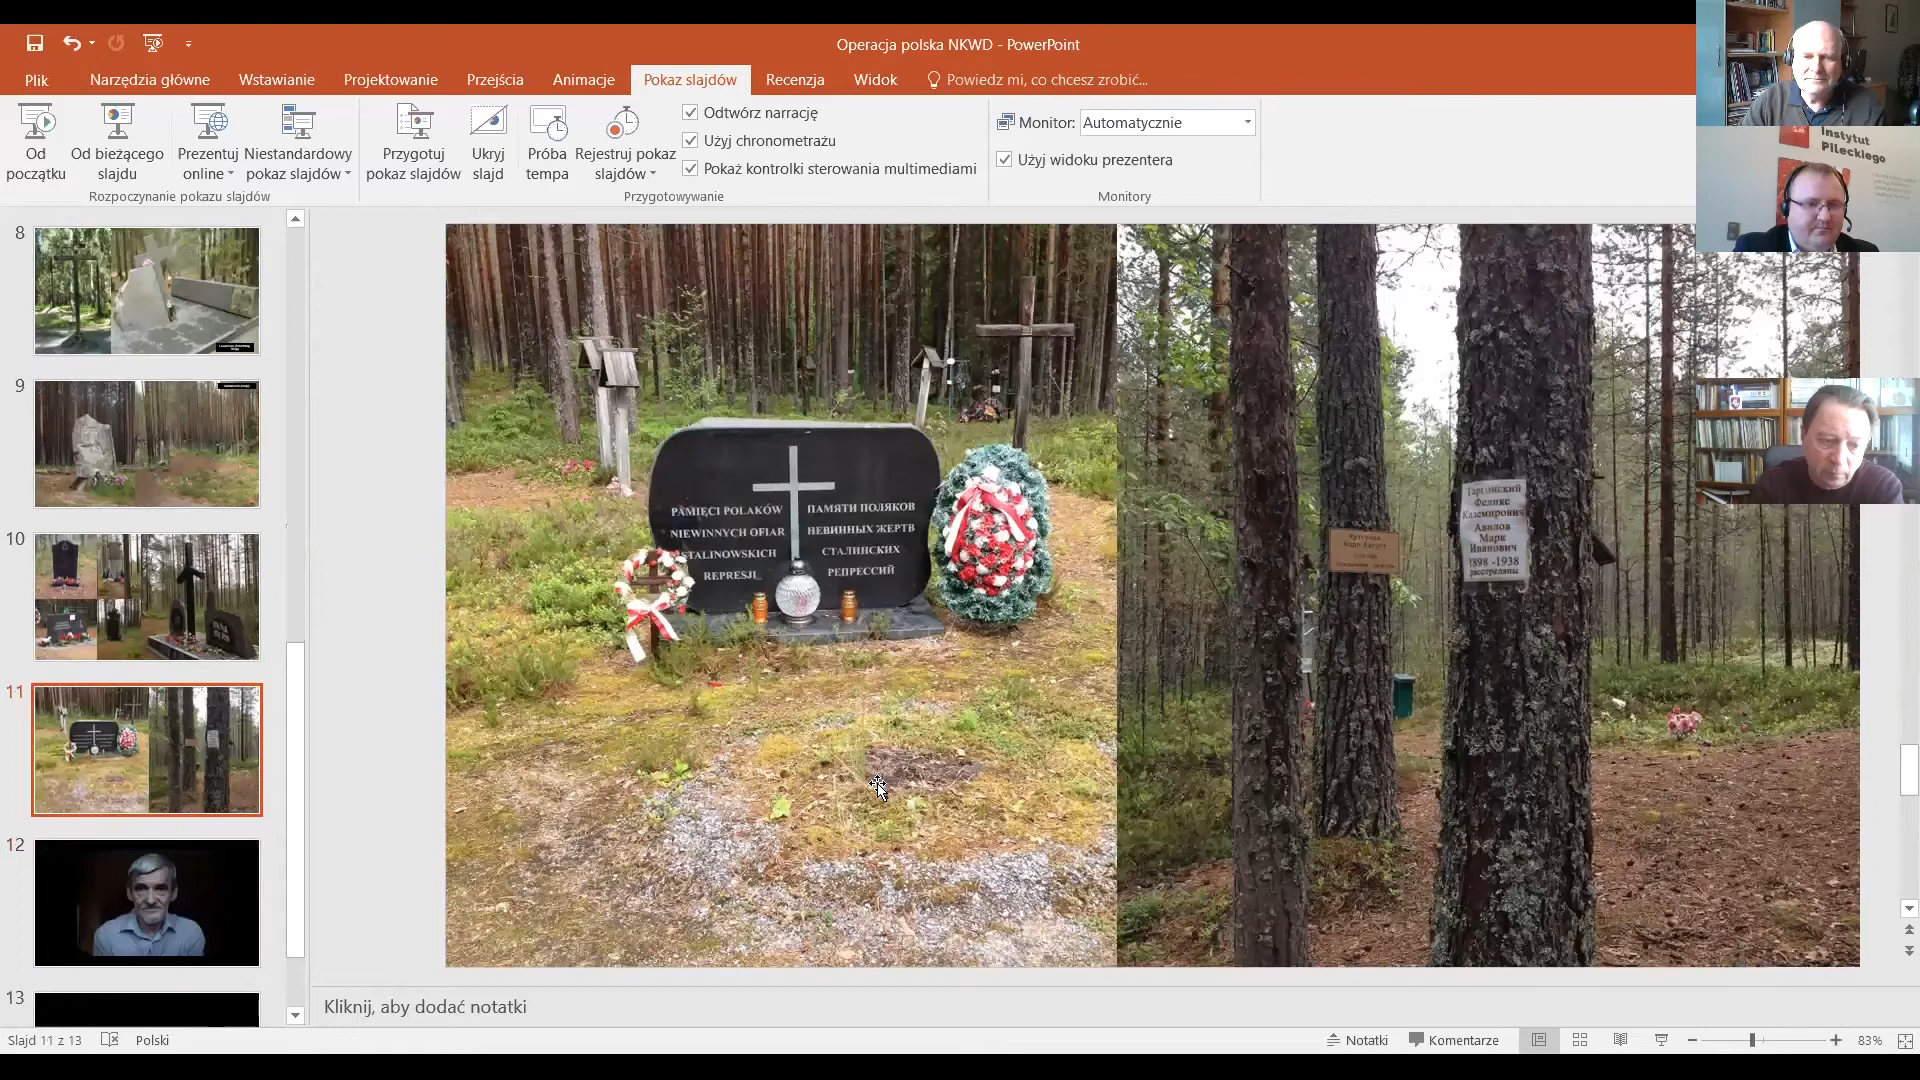 Operacja polska NKWD - PowerPoint
Plik
Narzędzia główne
Wstawianie
Projektowanie
Przejścia
Animacje
Pokaz slajdów
Recenzja
Widok
Powiedz mi, co chcesz zrobić...
Od początku
Od bieżącego slajdu
Prezentuj online
Niestandardowy pokaz slajdów
Rozpoczynanie pokazu slajdów
Przygotuj pokaz slajdów
Ukryj slajd
Próba tempa
Rejestruj pokaz slajdów
Odtwórz narrację
Użyj chronometrażu
Pokaż kontrolki sterowania multimediami
Przygotowywanie
Monitor: Automatycznie
Użyj widoku prezentera
Monitory
Instytut
Pileckiego
8
9
10
11
12
13
PAMIĘCI POLAKÓW
NIEWINNYCH OFIAR
STALINOWSKICH
REPRESJI
ПАМЯТИ ПОЛЯКОВ
НЕВИННЫХ ЖЕРТВ
СТАЛИНСКИХ
РЕПРЕССИЙ
Феликс
Казимирович
Авилов
Марк
Иванович
1898 -1938
расстреляны
Kliknij, aby dodać notatki
Slajd 11 z 13
Polski
Notatki
Komentarze
83%